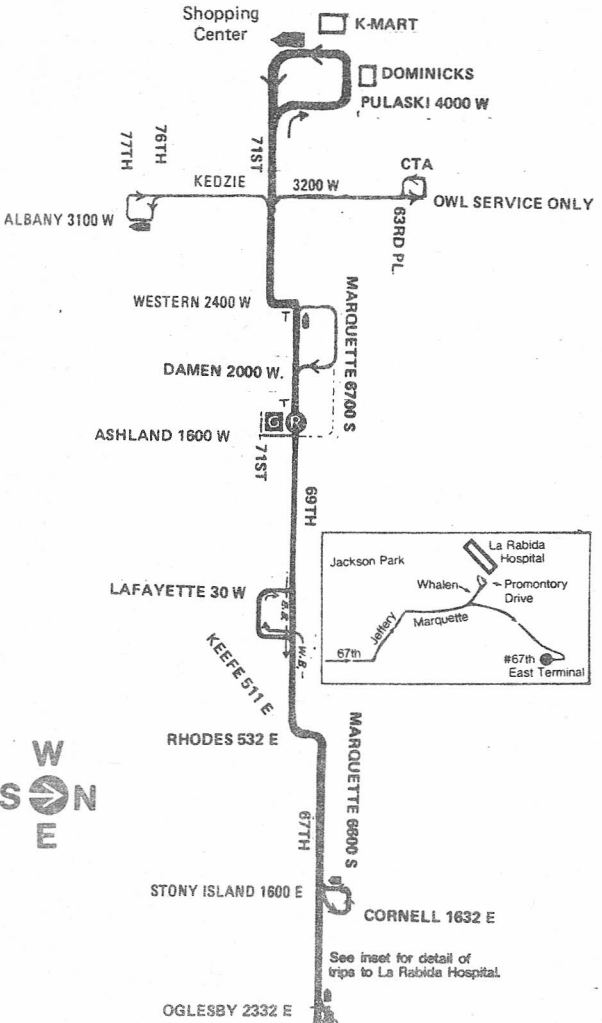 Shopping
Center
K-MART
DOMINICKS
PULASKI 4000 W
71ST
77TH
76TH
KEDZIE
3200 W
CTA
OWL SERVICE ONLY
63RD PL.
ALBANY 3100 W
WESTERN 2400 W
T
MARQUETTE 6700 S
DAMEN 2000 W.
T
G R
ASHLAND 1600 W
71ST
69TH
LAFAYETTE 30 W
E.B.
W.B.
KEEFE 511 E
Jackson Park
La Rabida
Hospital
Whalen
Promontory
Drive
Jeffery
Marquette
67th
#67th
East Terminal
RHODES 532 E
W
S N
E
MARQUETTE 6600 S
67TH
STONY ISLAND 1600 E
CORNELL 1632 E
See inset for detail of
trips to La Rabida Hospital.
OGLESBY 2332 E